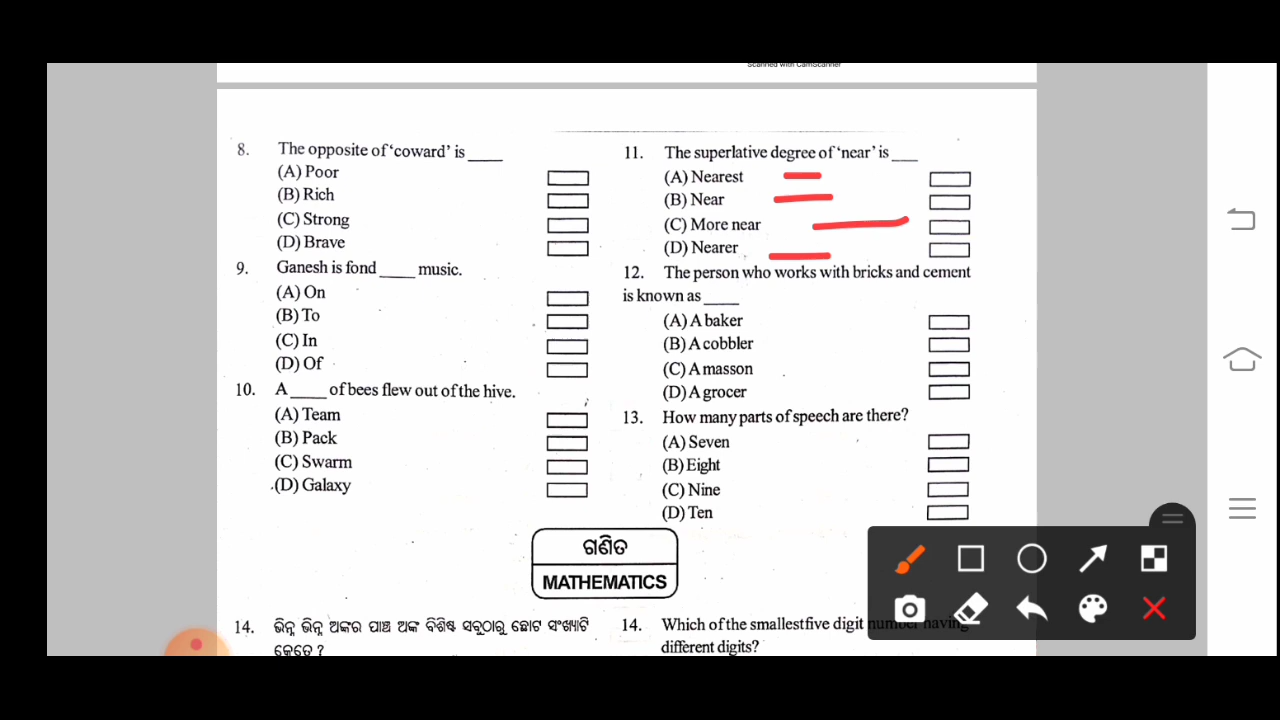 Scanned with CamScanner
8. The opposite of 'coward' is ____
(A) Poor
(B) Rich
(C) Strong
(D) Brave
9. Ganesh is fond ____ music.
(A) On
(B) To
(C) In
(D) Of
10. A ____ of bees flew out of the hive.
(A) Team
(B) Pack
(C) Swarm
(D) Galaxy
11. The superlative degree of 'near' is ___
(A) Nearest
(B) Near
(C) More near
(D) Nearer
12. The person who works with bricks and cement
is known as ____
(A) A baker
(B) A cobbler
(C) A masson
(D) A grocer
13. How many parts of speech are there?
(A) Seven
(B) Eight
(C) Nine
(D) Ten
ଗଣିତ
MATHEMATICS
14. ଭିନ୍ନ ଭିନ୍ନ ଅଙ୍କର ପାଞ୍ଚ ଅଙ୍କ ବିଶିଷ୍ଟ ସବୁଠାରୁ ଛୋଟ ସଂଖ୍ୟାଟି
କେତେ ?
14. Which of the smallest five digit number having
different digits?